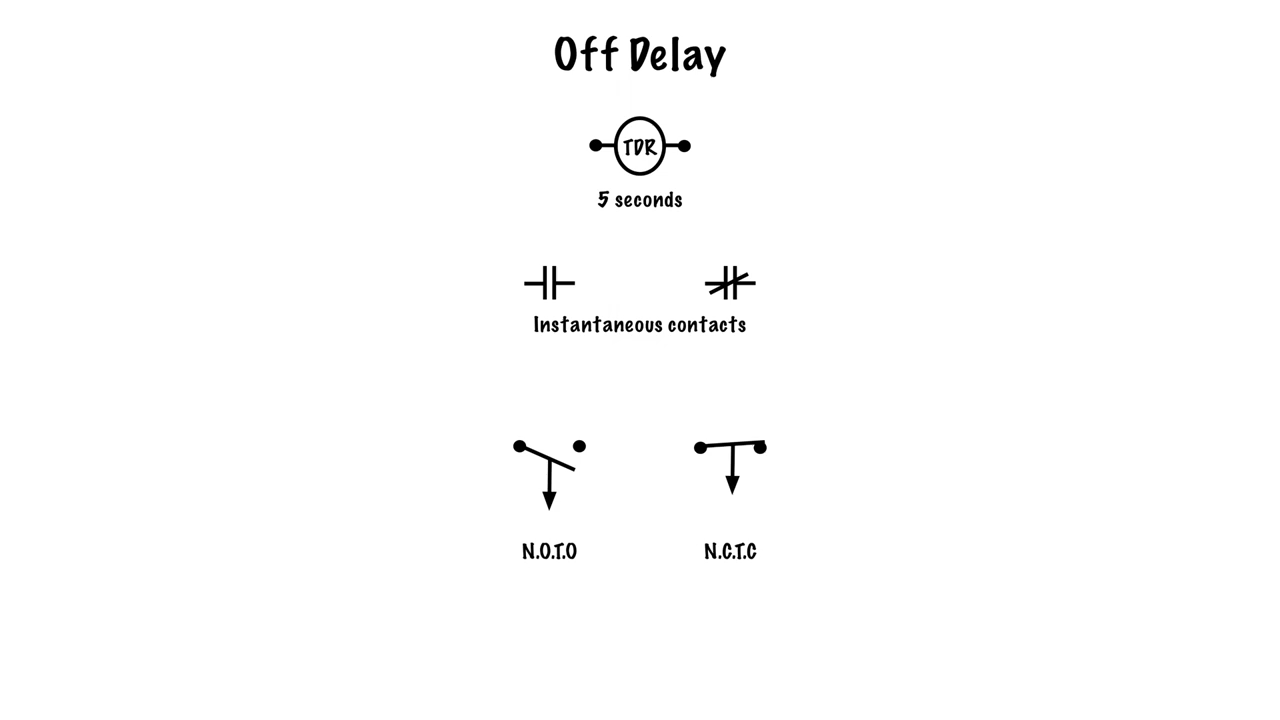 Off Delay
TDR
5 seconds
Instantaneous contacts
N.O.T.O
N.C.T.C